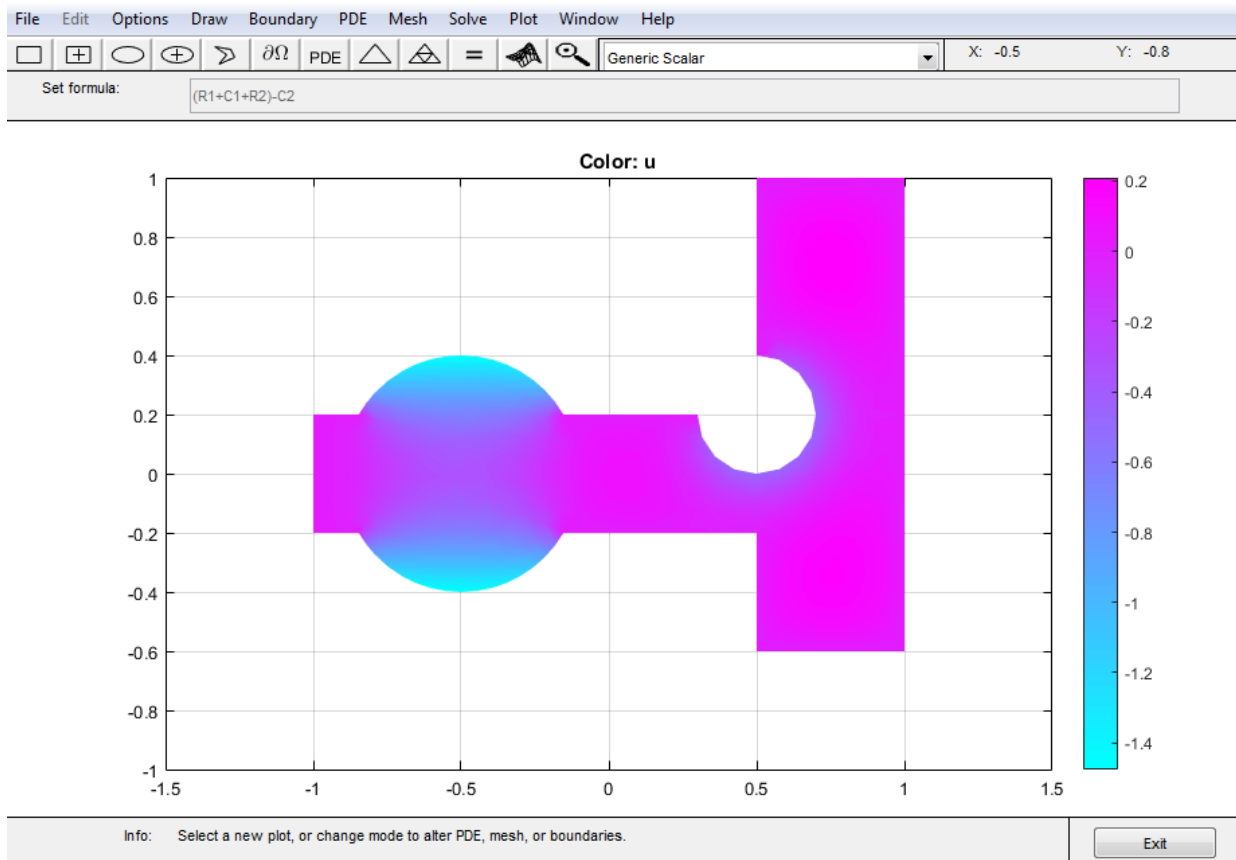 File Edit Options Draw Boundary PDE Mesh Solve Plot Window Help
∂Ω PDE = Generic Scalar X: -0.5 Y: -0.8
Set formula: (R1+C1+R2)-C2
Color: u
1
0.8
0.6
0.4
0.2
0
-0.2
-0.4
-0.6
-0.8
-1
-1.5 -1 -0.5 0 0.5 1 1.5
0.2
0
-0.2
-0.4
-0.6
-0.8
-1
-1.2
-1.4
Info: Select a new plot, or change mode to alter PDE, mesh, or boundaries.
Exit